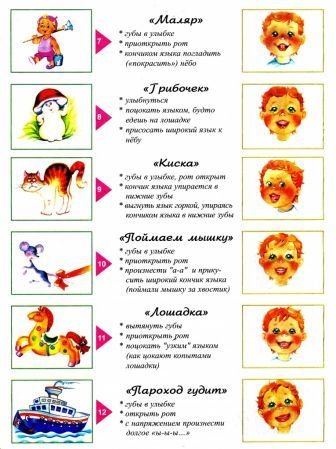 «Маляр»
7
* губы в улыбке
* приоткрыть рот
* кончиком языка погладить
(«покрасить») нёбо
«Грибочек»
8
* улыбнуться
* поцокать языком, будто
едешь на лошадке
* присосать широкий язык к
нёбу
«Киска»
9
* губы в улыбке, рот открыт
* кончик языка упирается в
нижние зубы
* выгнуть язык горкой, упираясь
кончиком языка в нижние зубы
«Поймаем мышку»
10
* губы в улыбке
* приоткрыть рот
* произнести "а-а" и прику-
сить широкий кончик языка
(поймали мышку за хвостик)
«Лошадка»
11
* вытянуть губы
* приоткрыть рот
* поцокать "узким" языком
(как цокают копытами
лошадки)
«Пароход гудит»
12
* губы в улыбке
* открыть рот
* с напряжением произнести
долгое «ы-ы-ы...»